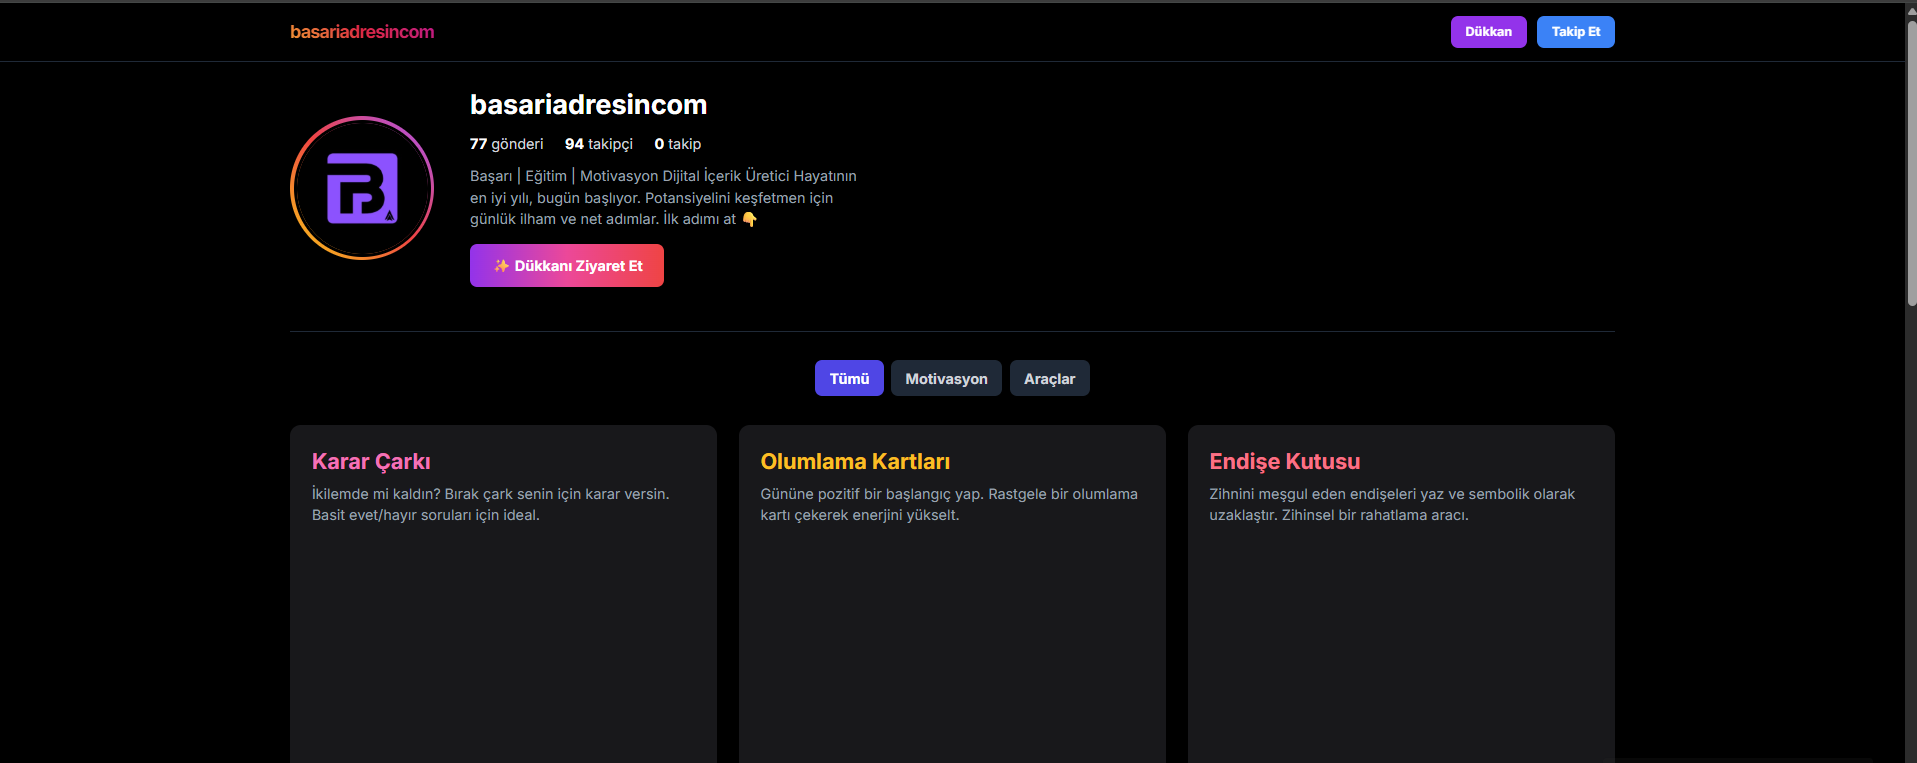 basariadresincom
Dükkan
Takip Et
basariadresincom
77 gönderi 94 takipçi 0 takip
Başarı | Eğitim | Motivasyon Dijital İçerik Üretici Hayatının
en iyi yılı, bugün başlıyor. Potansiyelini keşfetmen için
günlük ilham ve net adımlar. İlk adımı at 👇
✨ Dükkanı Ziyaret Et
Tümü
Motivasyon
Araçlar
Karar Çarkı
İkilemde mi kaldın? Bırak çark senin için karar versin.
Basit evet/hayır soruları için ideal.
Olumlama Kartları
Gününe pozitif bir başlangıç yap. Rastgele bir olumlama
kartı çekerek enerjini yükselt.
Endişe Kutusu
Zihnini meşgul eden endişeleri yaz ve sembolik olarak
uzaklaştır. Zihinsel bir rahatlama aracı.